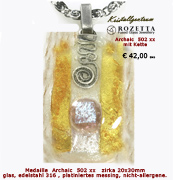 Kristallzentrum
ROZETTA
Archaic 502 xx
mit Kette
€ 42,00
Medaille Archaic 502 xx zirka 20x30mm
glas, edelstahl 316, platiniertes messing, nicht-allergene.